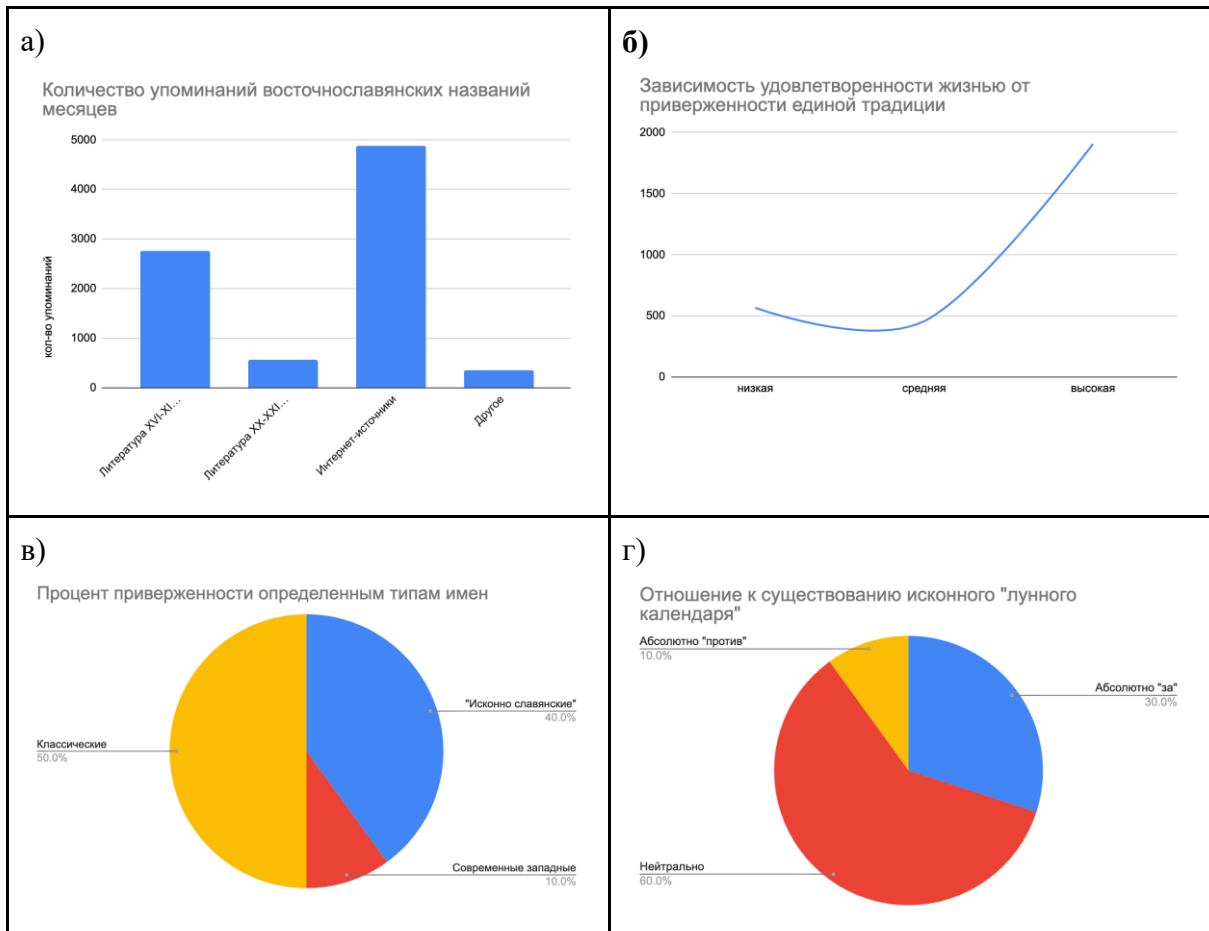 а)
Количество упоминаний восточнославянских названий
месяцев
5000
4000
3000
2000
1000
0
кол-во упоминаний
Литература XVI-XI...
Литература XX-XXI...
Интернет-источники
Другое
б)
Зависимость удовлетворенности жизнью от
приверженности единой традиции
2000
1500
1000
500
0
низкая
средняя
высокая
в)
Процент приверженности определенным типам имен
"Исконно славянские"
40.0%
Классические
50.0%
Современные западные
10.0%
г)
Отношение к существованию исконного "лунного
календаря"
Абсолютно "против"
10.0%
Абсолютно "за"
30.0%
Нейтрально
60.0%